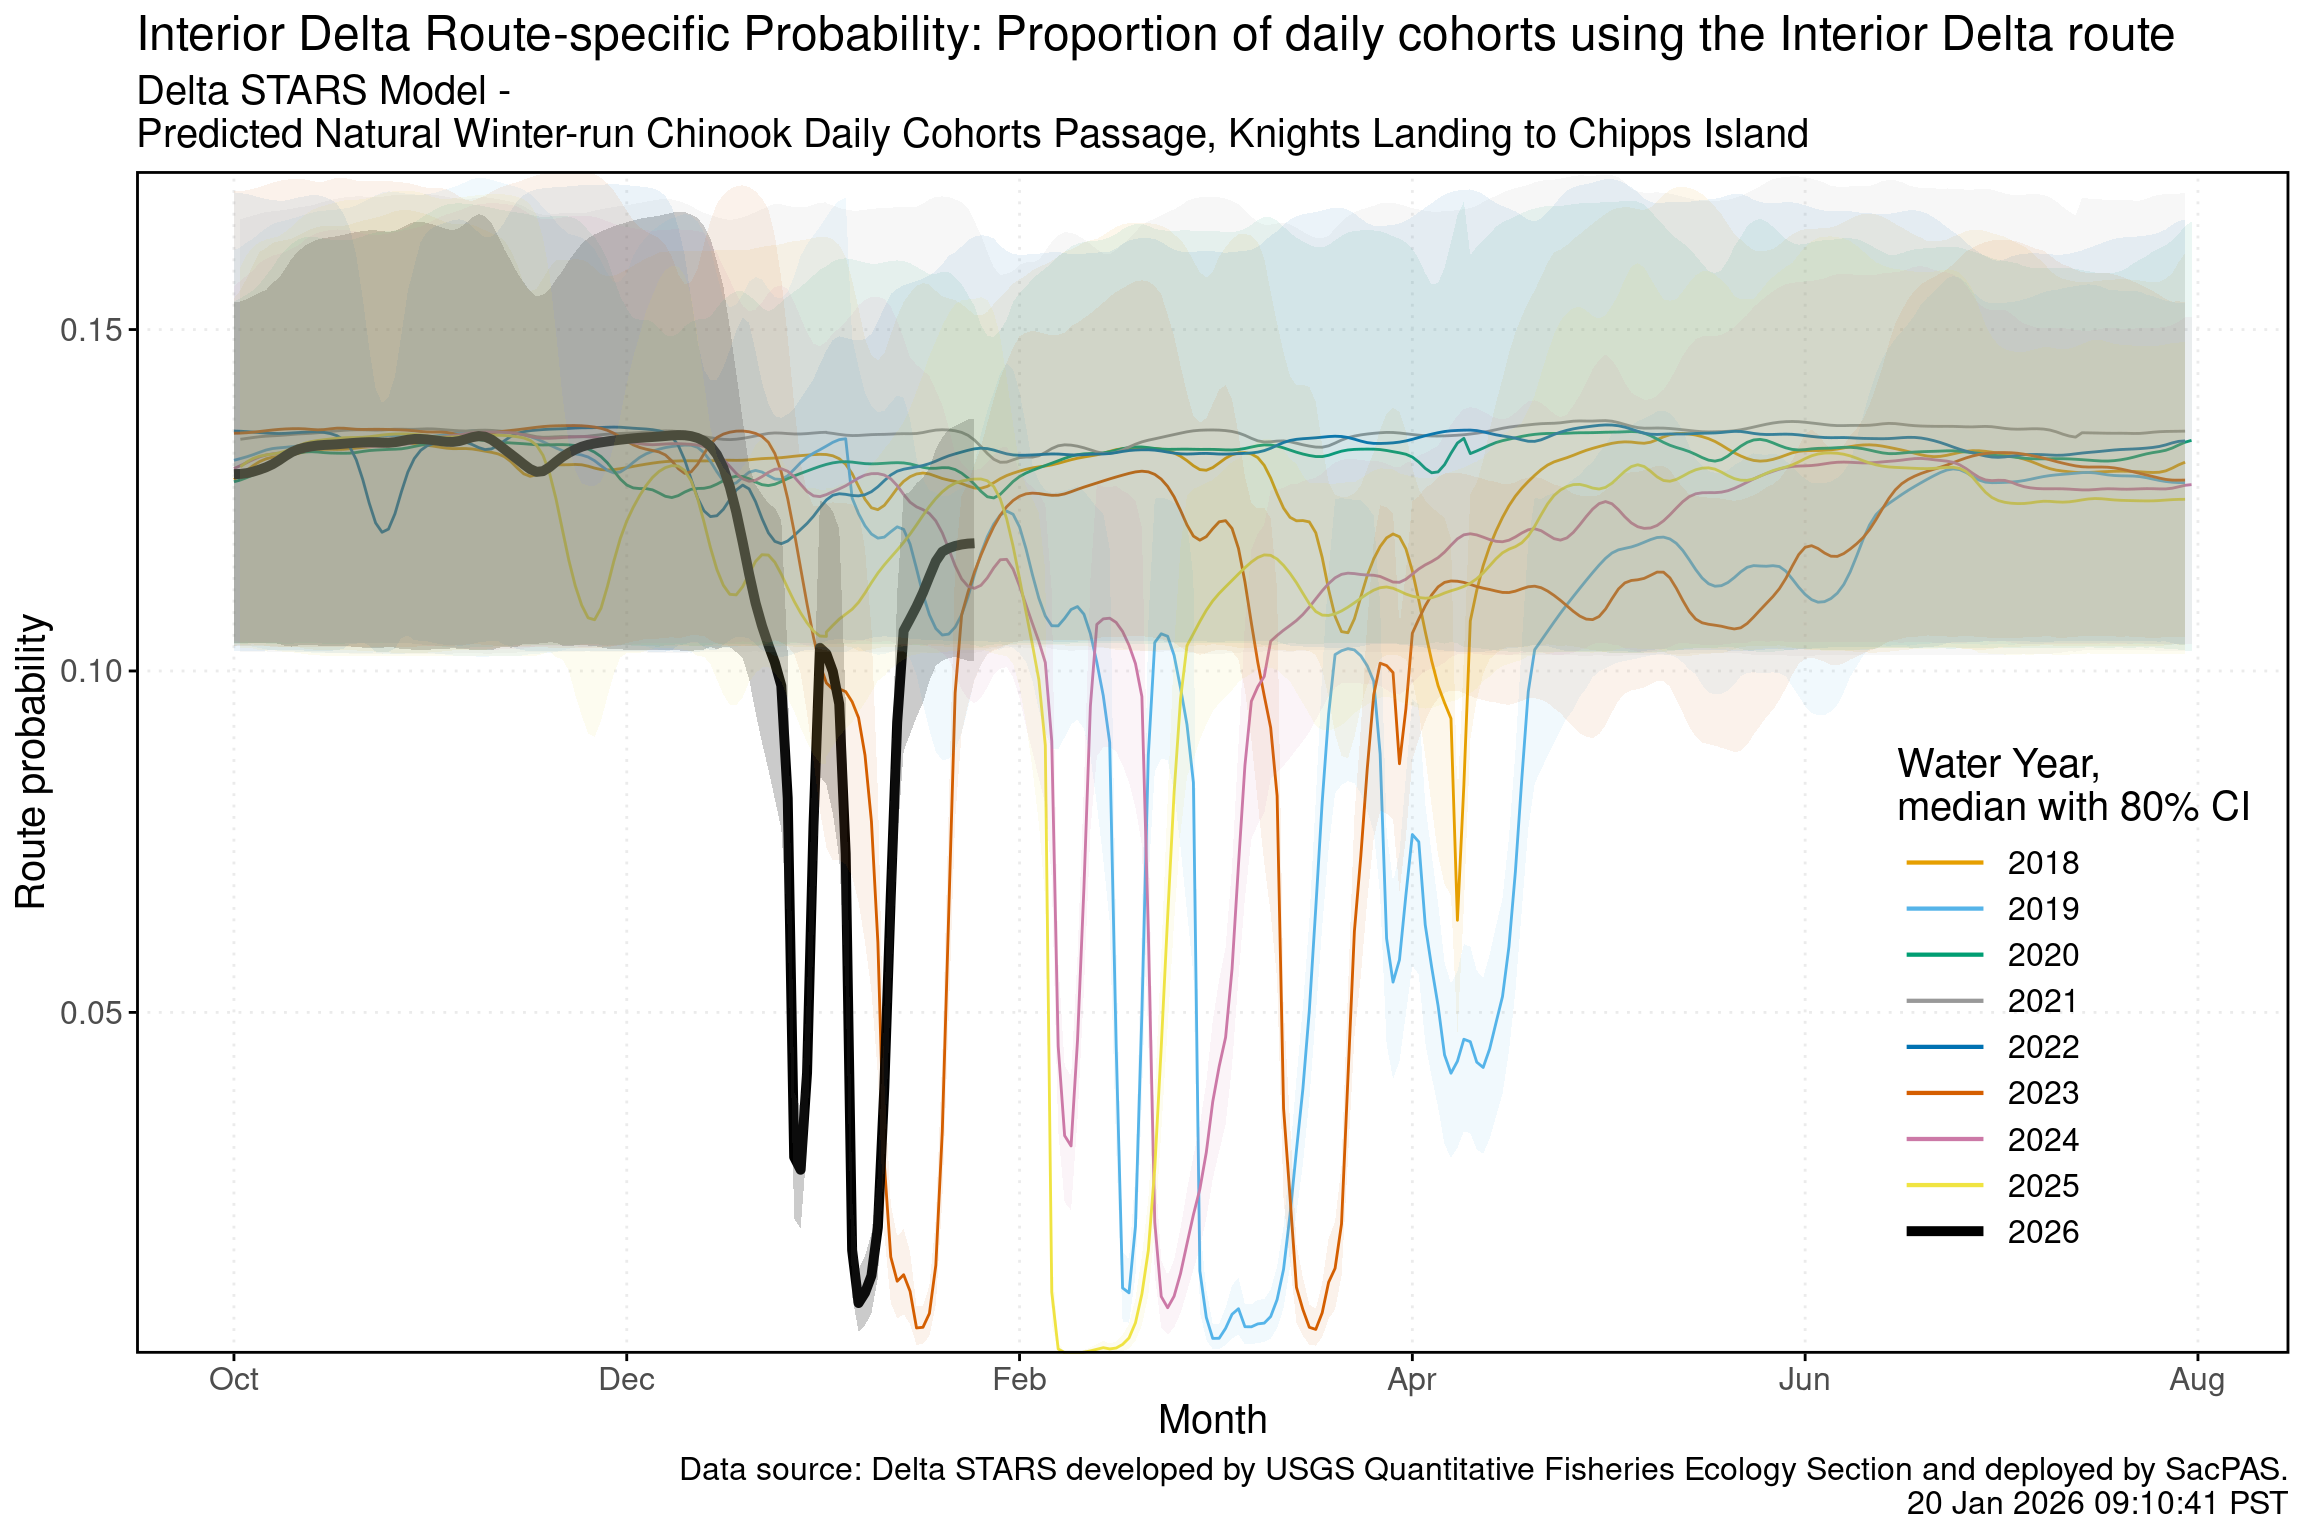 Interior Delta Route-specific Probability: Proportion of daily cohorts using the Interior Delta route
Delta STARS Model -
Predicted Natural Winter-run Chinook Daily Cohorts Passage, Knights Landing to Chipps Island
0.15
0.10
0.05
Route probability
Water Year,
median with 80% CI
2018
2019
2020
2021
2022
2023
2024
2025
2026
Oct
Dec
Feb
Apr
Jun
Aug
Month
Data source: Delta STARS developed by USGS Quantitative Fisheries Ecology Section and deployed by SacPAS.
20 Jan 2026 09:10:41 PST